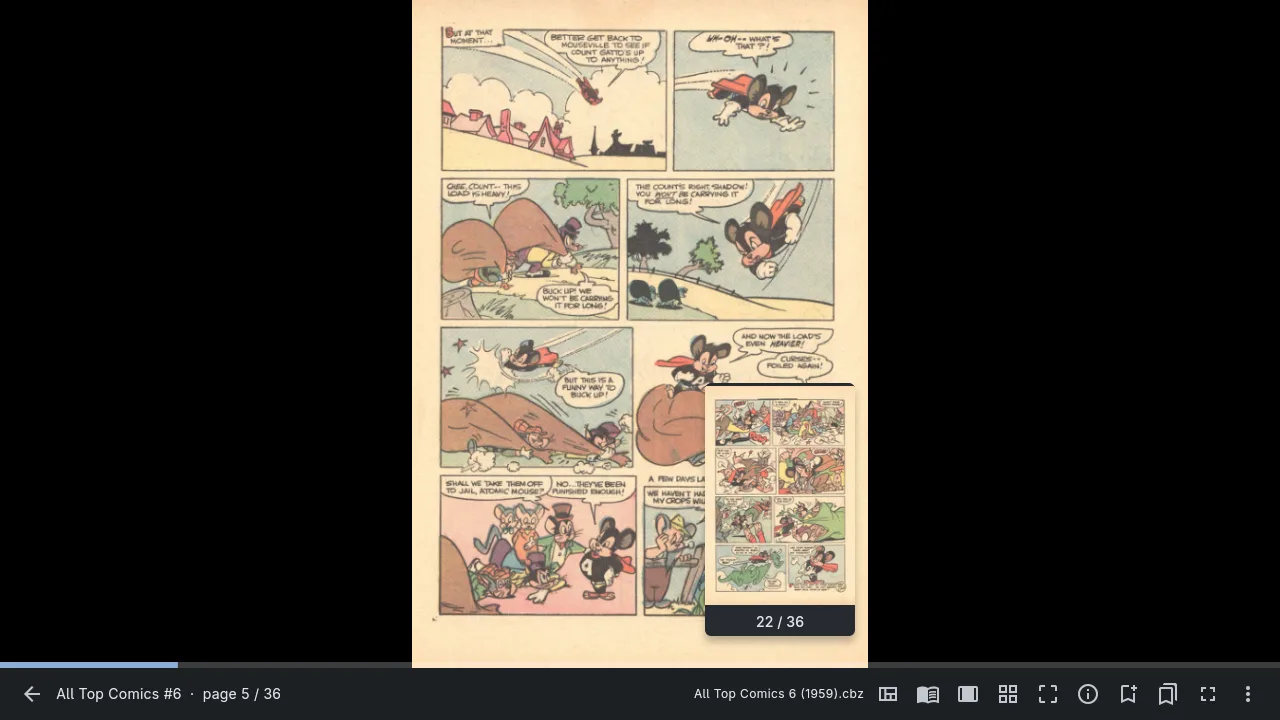 BUT AT THAT
MOMENT...
BETTER GET BACK TO
MOUSEVILLE TO SEE IF
COUNT GATTO'S UP
TO ANYTHING!
UH-OH-- WHAT'S
THAT?!
GEE, COUNT-- THIS
LOAD IS HEAVY!
BUCK UP! WE
WON'T BE CARRYING
IT FOR LONG!
THE COUNT'S RIGHT, SHADOW!
YOU WON'T BE CARRYING IT
FOR LONG!
BUT THIS IS A
FUNNY WAY TO
BUCK UP!
AND NOW THE LOAD'S
EVEN HEAVIER!
CURSES--
FOILED AGAIN!
SHALL WE TAKE THEM OFF
TO JAIL, ATOMIC MOUSE?
NO...THEY'VE BEEN
PUNISHED ENOUGH!
A FEW DAYS
WE HAVEN'T
MY CROPS
22 / 36
All Top Comics #6 · page 5 / 36
All Top Comics 6 (1959).cbz